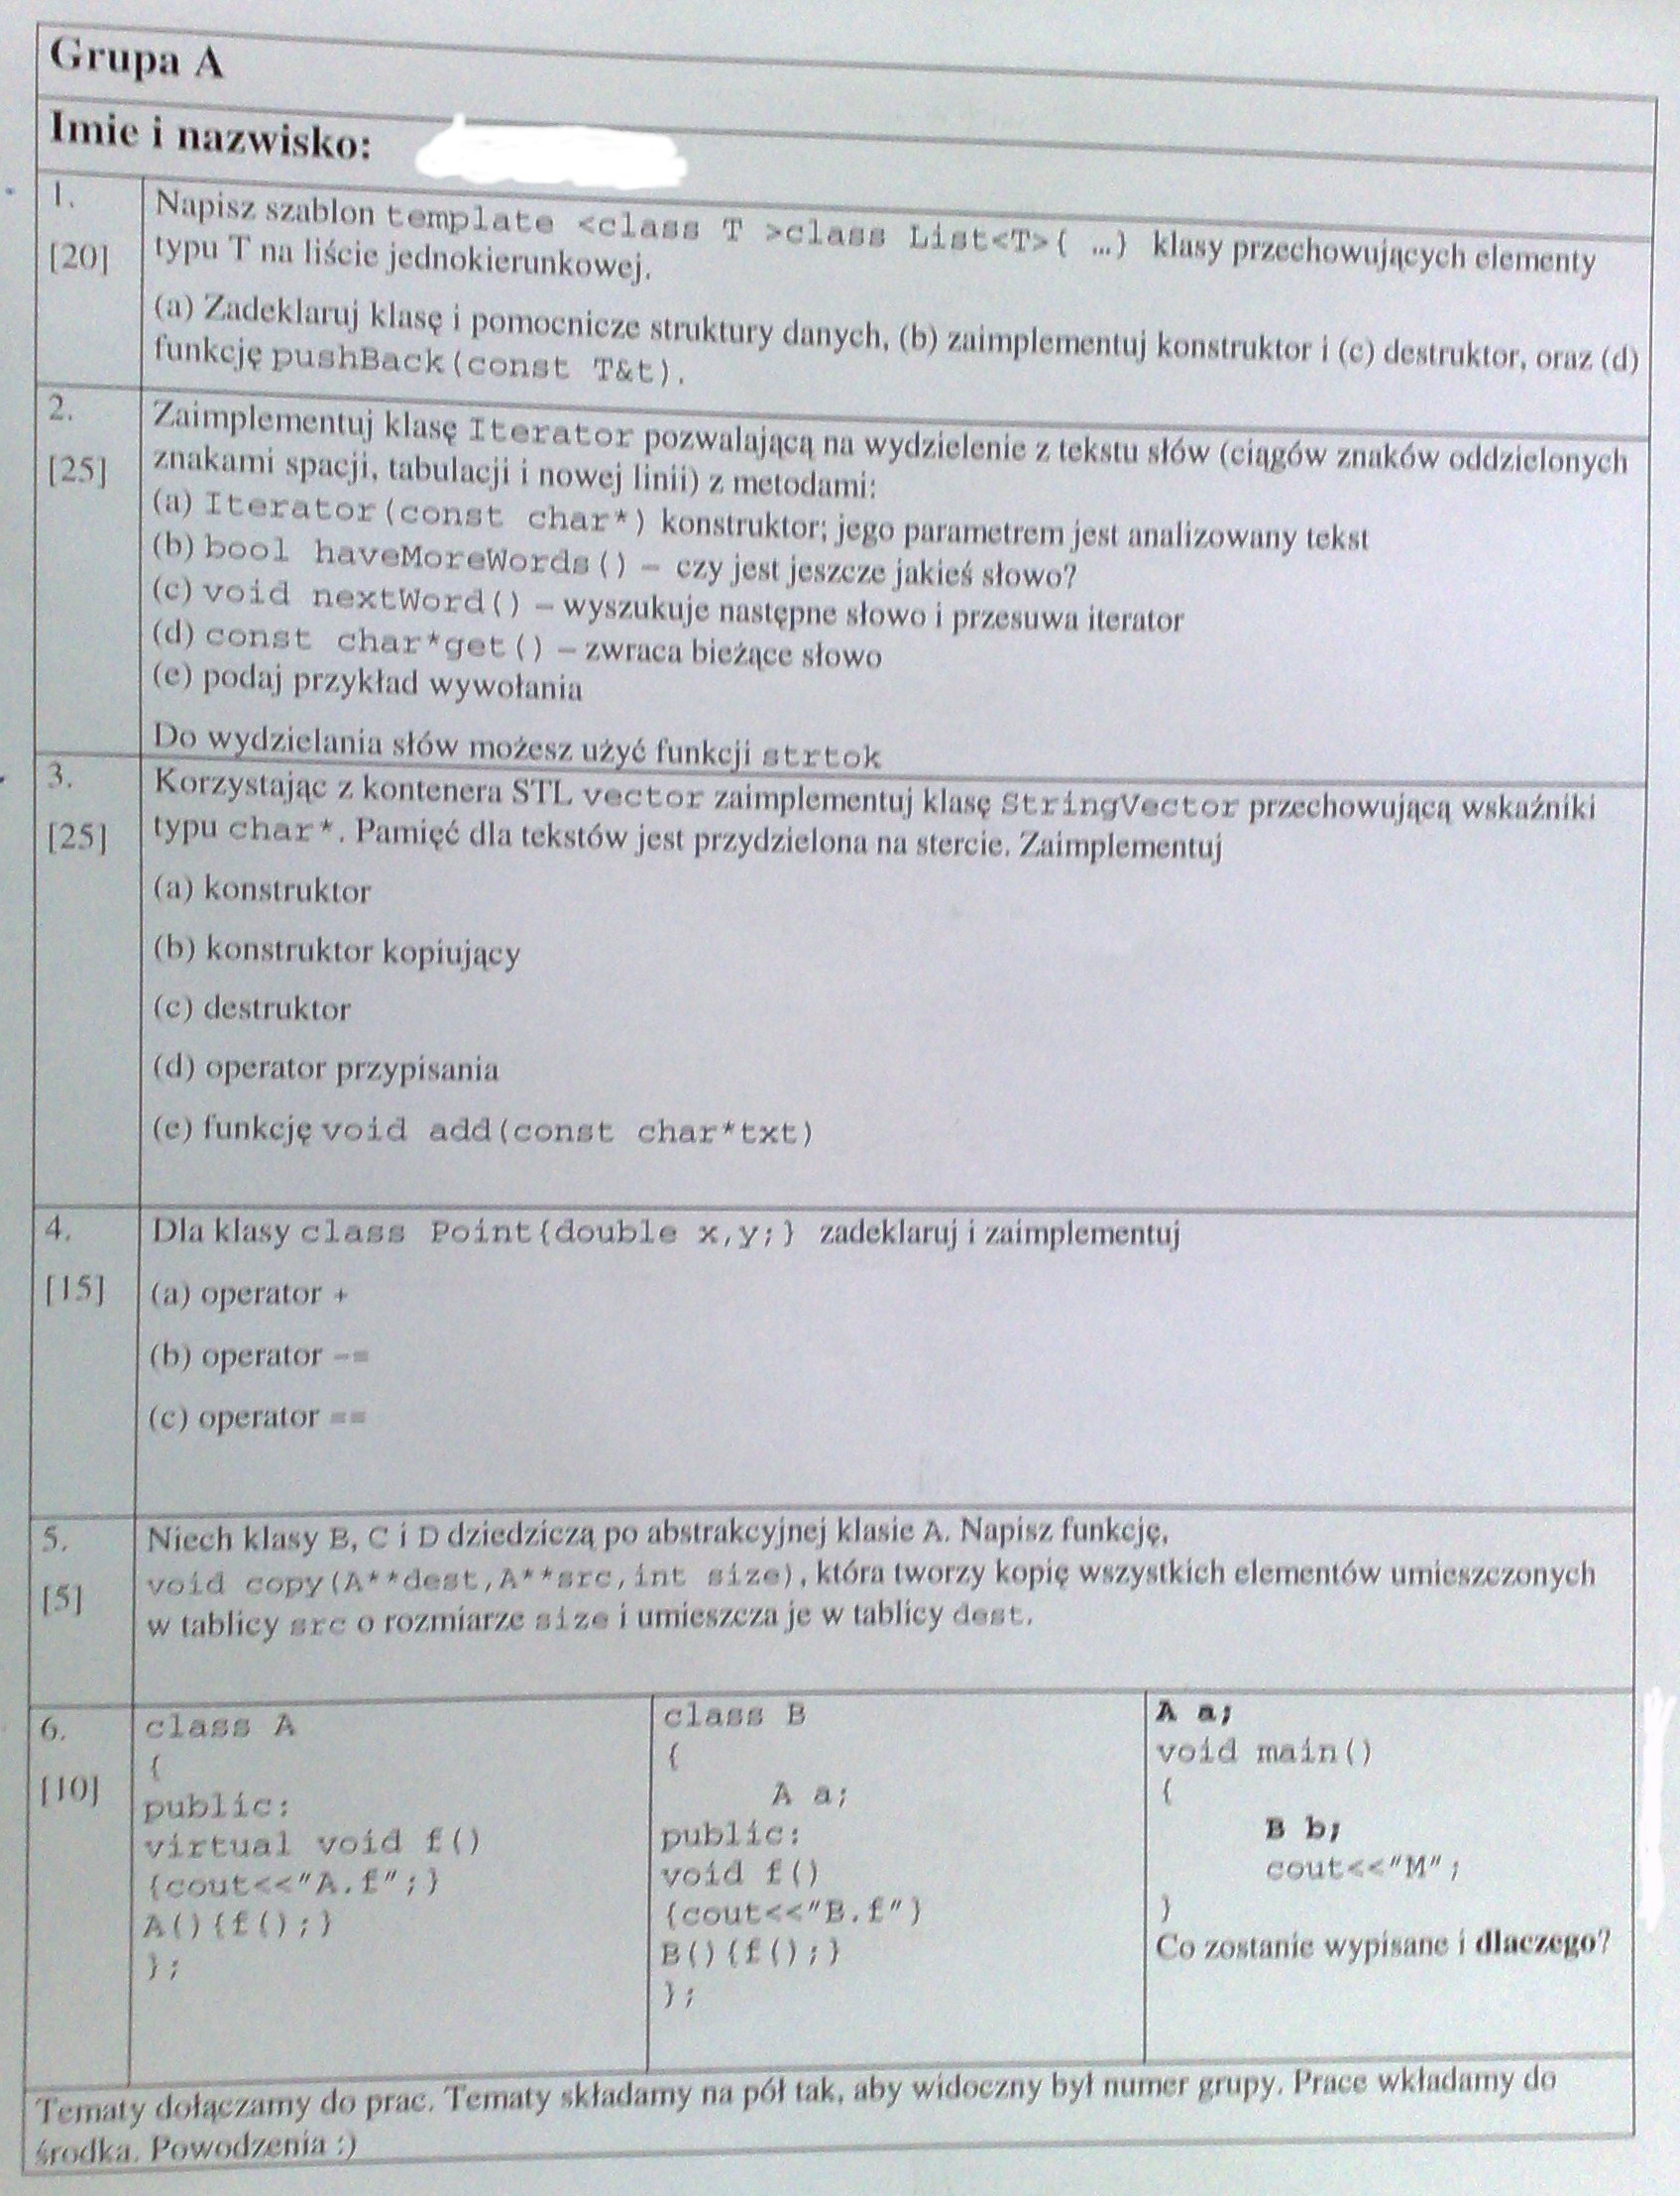 Grupa A
Imie i nazwisko:
1.
[20]
Napisz szablon template <class T >class List<T>{ …} klasy przechowujących elementy
typu T na liście jednokierunkowej.
(a) Zadeklaruj klasę i pomocnicze struktury danych, (b) zaimplementuj konstruktor i (c) destruktor, oraz (d)
funkcję pushBack(const T&t).
2.
[25]
Zaimplementuj klasę Iterator pozwalającą na wydzielenie z tekstu słów (ciągów znaków oddzielonych
znakami spacji, tabulacji i nowej linii) z metodami:
(a) Iterator(const char*) konstruktor; jego parametrem jest analizowany tekst
(b) bool haveMoreWords() – czy jest jeszcze jakieś słowo?
(c) void nextWord() – wyszukuje następne słowo i przesuwa iterator
(d) const char*get() – zwraca bieżące słowo
(e) podaj przykład wywołania
Do wydzielania słów możesz użyć funkcji strtok
3.
[25]
Korzystając z kontenera STL vector zaimplementuj klasę StringVector przechowującą wskaźniki
typu char*. Pamięć dla tekstów jest przydzielona na stercie. Zaimplementuj
(a) konstruktor
(b) konstruktor kopiujący
(c) destruktor
(d) operator przypisania
(e) funkcję void add(const char*txt)
4.
[15]
Dla klasy class Point{double x,y;} zadeklaruj i zaimplementuj
(a) operator +
(b) operator -=
(c) operator ==
5.
[5]
Niech klasy B, C i D dziedziczą po abstrakcyjnej klasie A. Napisz funkcję,
void copy(A**dest,A**src,int size), która tworzy kopię wszystkich elementów umieszczonych
w tablicy src o rozmiarze size i umieszcza je w tablicy dest.
6.
[10]
class A
{
public:
virtual void f()
{cout<<"A.f";}
A(){f();}
};
class B
{
A a;
public:
void f()
{cout<<"B.f"}
B(){f();}
};
A a;
void main()
{
B b;
cout<<"M";
}
Co zostanie wypisane i dlaczego?
Tematy dołączamy do prac. Tematy składamy na pół tak, aby widoczny był numer grupy. Prace wkładamy do
środka. Powodzenia :)